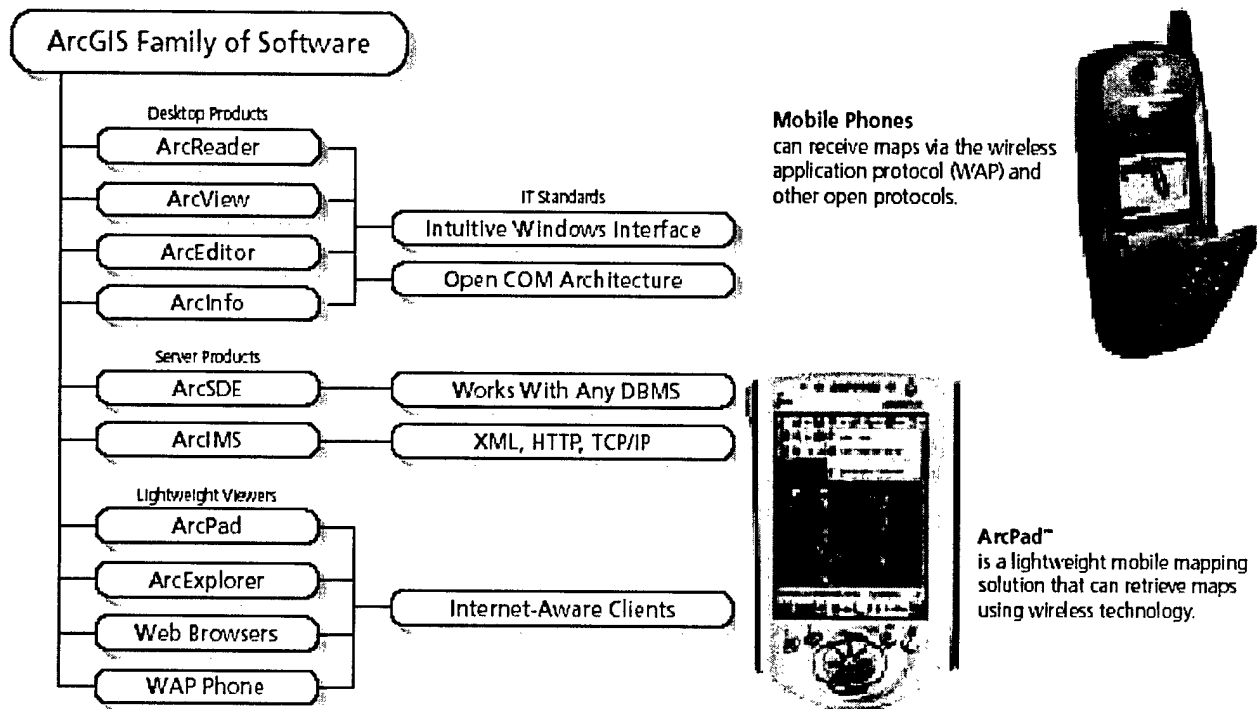 ArcGIS Family of Software
Desktop Products
ArcReader
ArcView
ArcEditor
ArcInfo
IT Standards
Intuitive Windows Interface
Open COM Architecture
Server Products
ArcSDE
Works With Any DBMS
ArcIMS
XML, HTTP, TCP/IP
Lightweight Viewers
ArcPad
ArcExplorer
Web Browsers
WAP Phone
Internet-Aware Clients
Mobile Phones
can receive maps via the wireless
application protocol (WAP) and
other open protocols.
ArcPad™
is a lightweight mobile mapping
solution that can retrieve maps
using wireless technology.